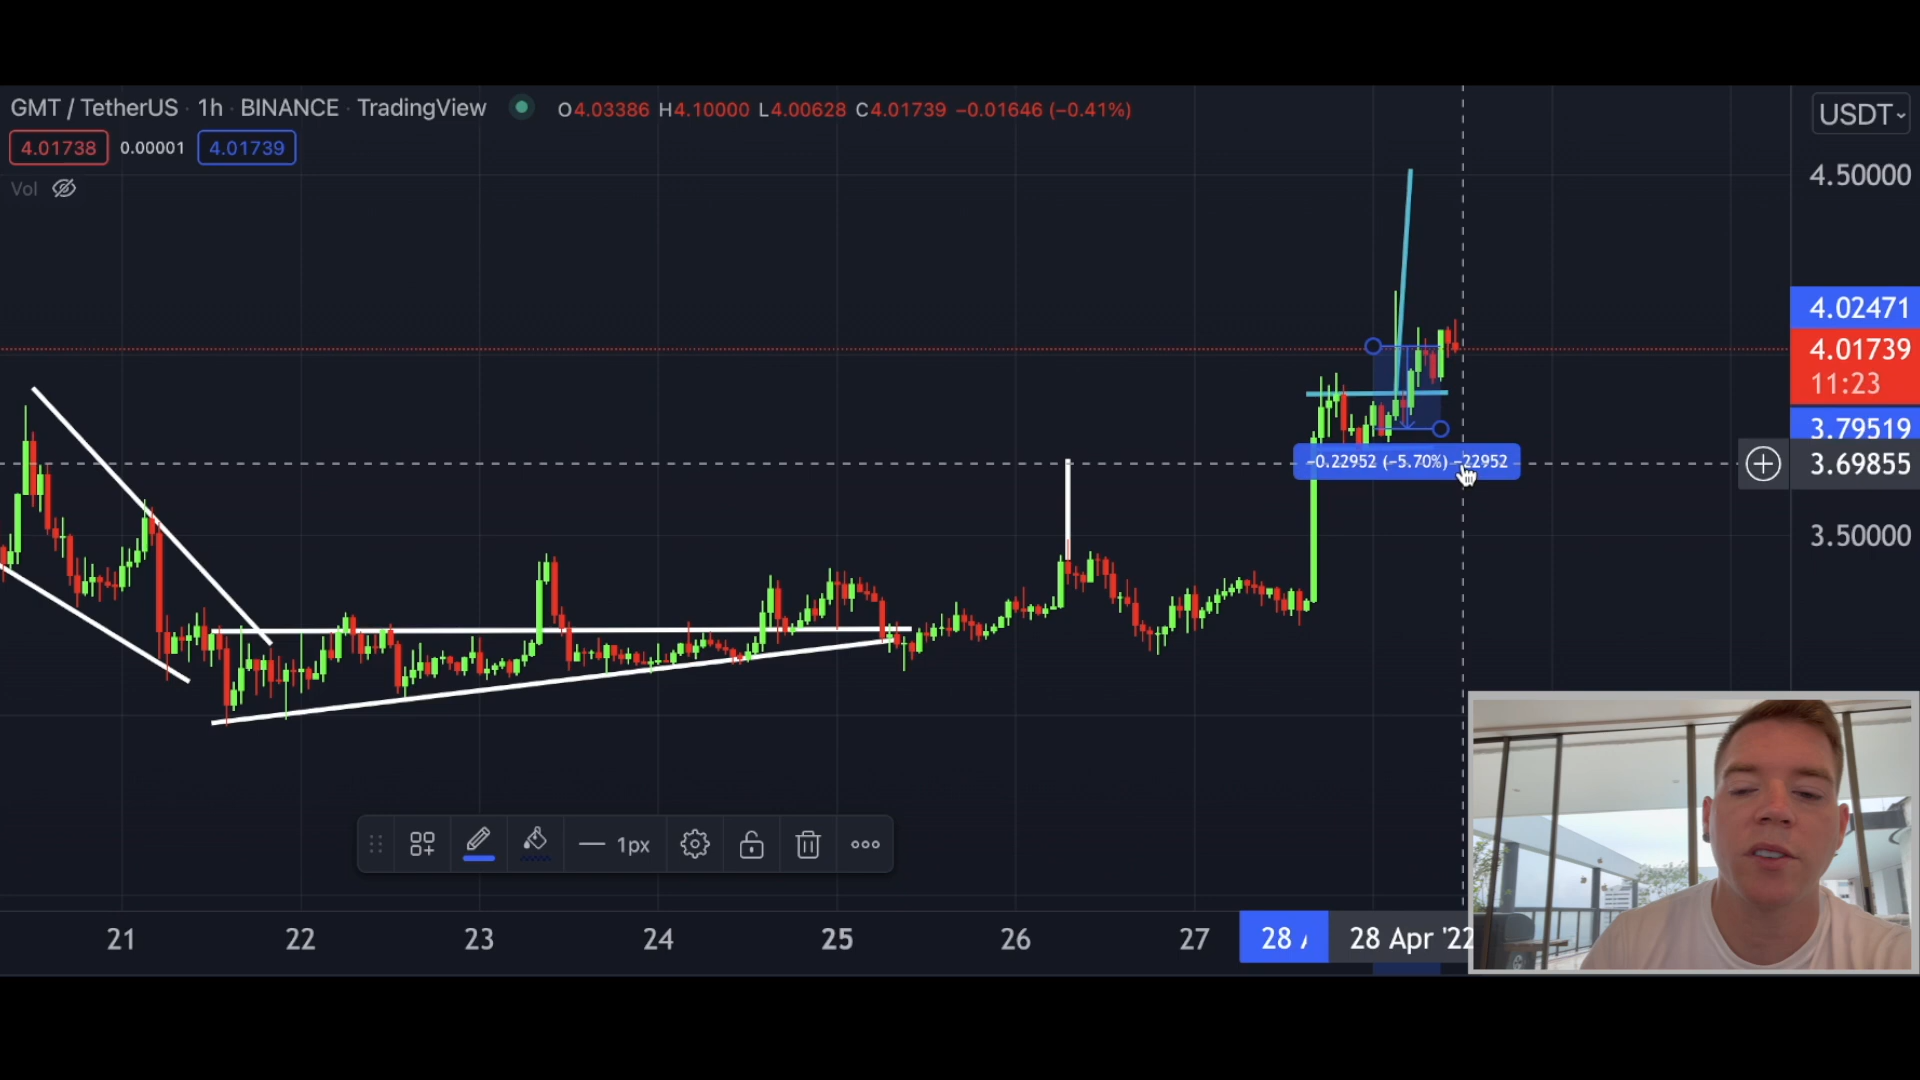 GMT / TetherUS · 1h · BINANCE · TradingView O4.03386 H4.10000 L4.00628 C4.01739 −0.01646 (−0.41%)
USDT
4.01738 0.00001 4.01739
Vol
4.50000
4.02471
4.01739
11:23
3.79519
−0.22952 (−5.70%) −22952
3.69855
3.50000
1px
21 22 23 24 25 26 27 28 28 Apr '22